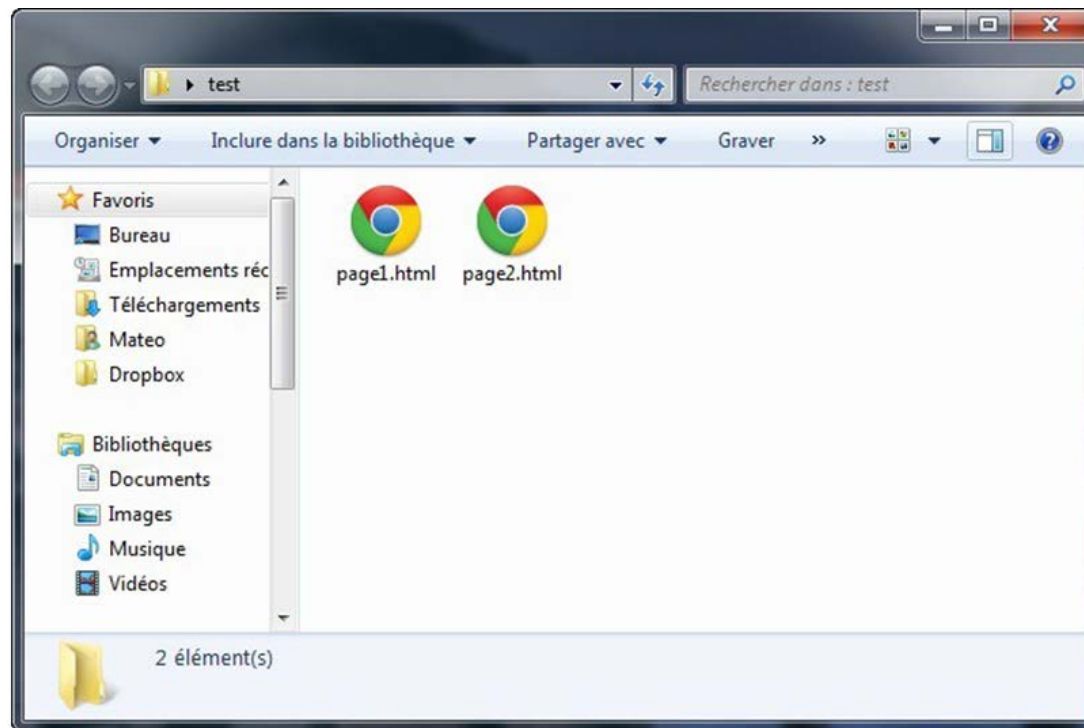 test
Rechercher dans : test
Organiser
Inclure dans la bibliothèque
Partager avec
Graver
»
Favoris
Bureau
Emplacements réc
Téléchargements
Mateo
Dropbox
Bibliothèques
Documents
Images
Musique
Vidéos
page1.html
page2.html
2 élément(s)